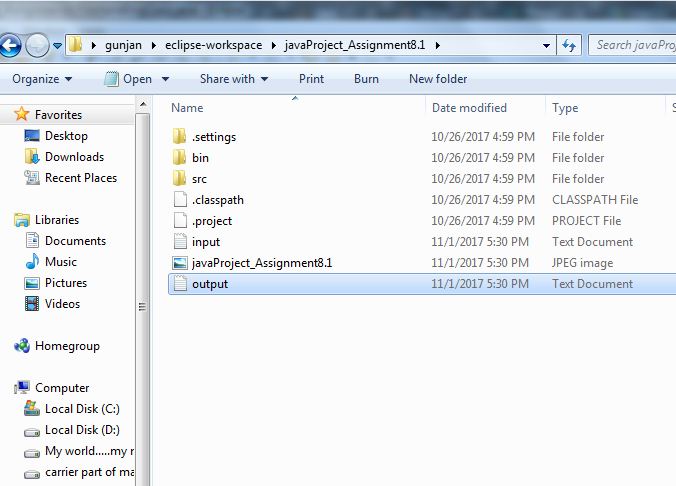 gunjan eclipse-workspace javaProject_Assignment8.1
Search javaPro
Organize Open Share with Print Burn New folder
Name Date modified Type S
.settings 10/26/2017 4:59 PM File folder
bin 10/26/2017 4:59 PM File folder
src 10/26/2017 4:59 PM File folder
.classpath 10/26/2017 4:59 PM CLASSPATH File
.project 10/26/2017 4:59 PM PROJECT File
input 11/1/2017 5:30 PM Text Document
javaProject_Assignment8.1 11/1/2017 5:30 PM JPEG image
output 11/1/2017 5:30 PM Text Document
Favorites
Desktop
Downloads
Recent Places
Libraries
Documents
Music
Pictures
Videos
Homegroup
Computer
Local Disk (C:)
Local Disk (D:)
My world.....my r
carrier part of ma